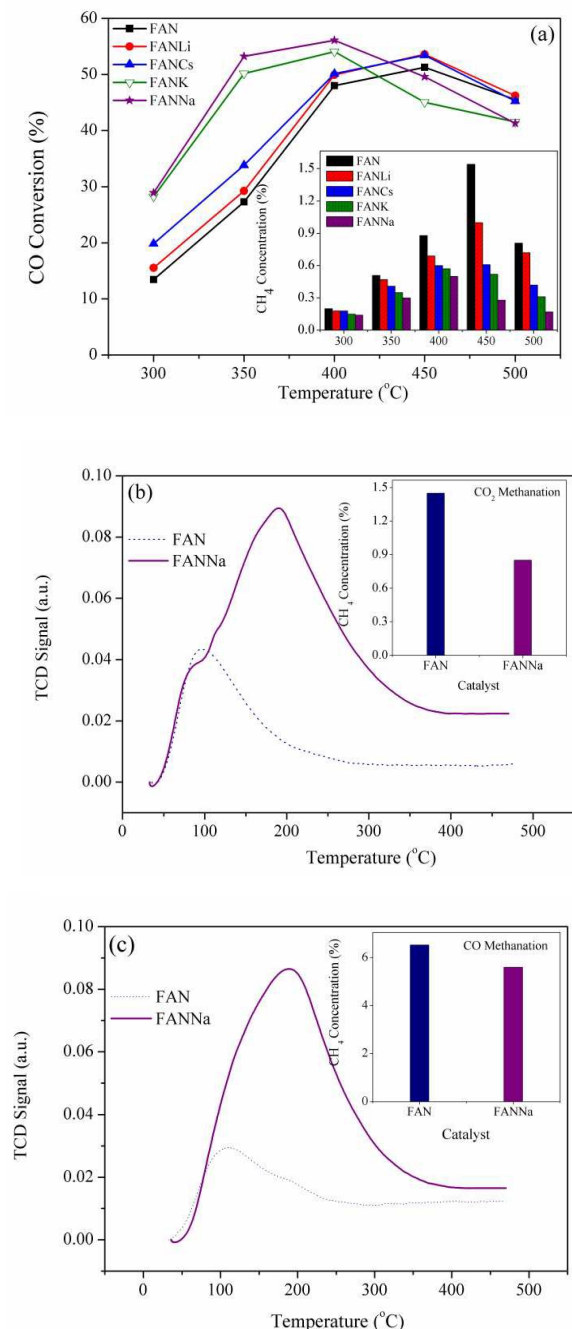 (a)
FAN
FANLi
FANCs
FANK
FANNa
CO Conversion (%)
60
50
40
30
20
10
0
300 350 400 450 500
Temperature (°C)
CH4 Concentration (%)
1.5
1.2
0.9
0.6
0.3
0.0
FAN
FANLi
FANCs
FANK
FANNa
300 350 400 450 500
(b)
FAN
FANNa
TCD Signal (a.u.)
0.10
0.08
0.06
0.04
0.02
0.00
0 100 200 300 400 500
Temperature (°C)
CO2 Methanation
CH4 Concentration (%)
1.5
1.2
0.9
0.6
0.3
0.0
FAN FANNa
Catalyst
(c)
FAN
FANNa
TCD Signal (a.u.)
0.10
0.08
0.06
0.04
0.02
0.00
0 100 200 300 400 500
Temperature (°C)
CO Methanation
CH4 Concentration (%)
6
4
2
0
FAN FANNa
Catalyst